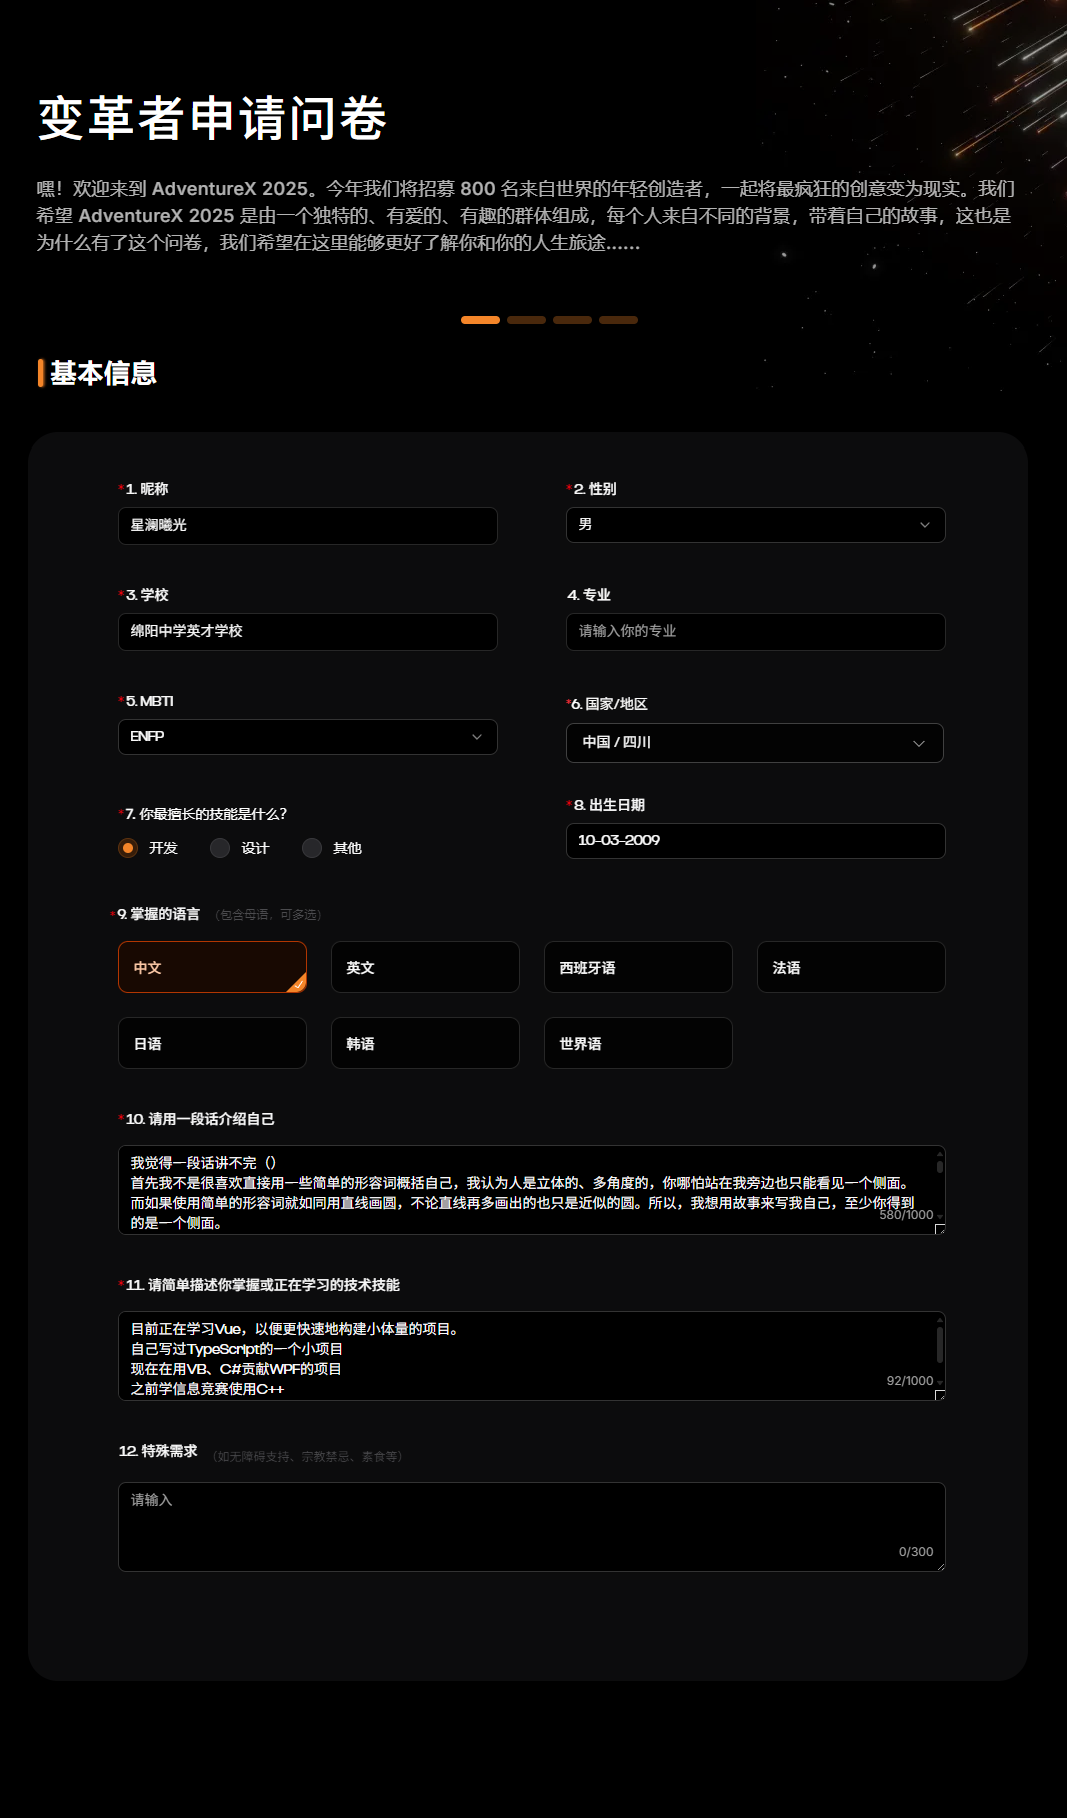 变革者申请问卷
嘿！欢迎来到 AdventureX 2025。今年我们将招募 800 名来自世界的年轻创造者，一起将最疯狂的创意变为现实。我们
希望 AdventureX 2025 是由一个独特的、有爱的、有趣的群体组成，每个人来自不同的背景，带着自己的故事，这也是
为什么有了这个问卷，我们希望在这里能够更好了解你和你的人生旅途......
基本信息
*1. 昵称
星澜曦光
*2. 性别
男
*3. 学校
绵阳中学英才学校
4. 专业
请输入你的专业
*5. MBTI
ENFP
*6. 国家/地区
中国 / 四川
*7. 你最擅长的技能是什么？
开发 设计 其他
*8. 出生日期
10-03-2009
*9. 掌握的语言 （包含母语，可多选）
中文 英文 西班牙语 法语
日语 韩语 世界语
*10. 请用一段话介绍自己
我觉得一段话讲不完（）
首先我不是很喜欢直接用一些简单的形容词概括自己，我认为人是立体的、多角度的，你哪怕站在我旁边也只能看见一个侧面。
而如果使用简单的形容词就如同用直线画圆，不论直线再多画出的也只是近似的圆。所以，我想用故事来写我自己，至少你得到
的是一个侧面。
580/1000
*11. 请简单描述你掌握或正在学习的技术技能
目前正在学习Vue，以便更快速地构建小体量的项目。
自己写过TypeScript的一个小项目
现在在用VB、C#贡献WPF的项目
之前学信息竞赛使用C++
92/1000
12. 特殊需求 （如无障碍支持、宗教禁忌、素食等）
请输入
0/300